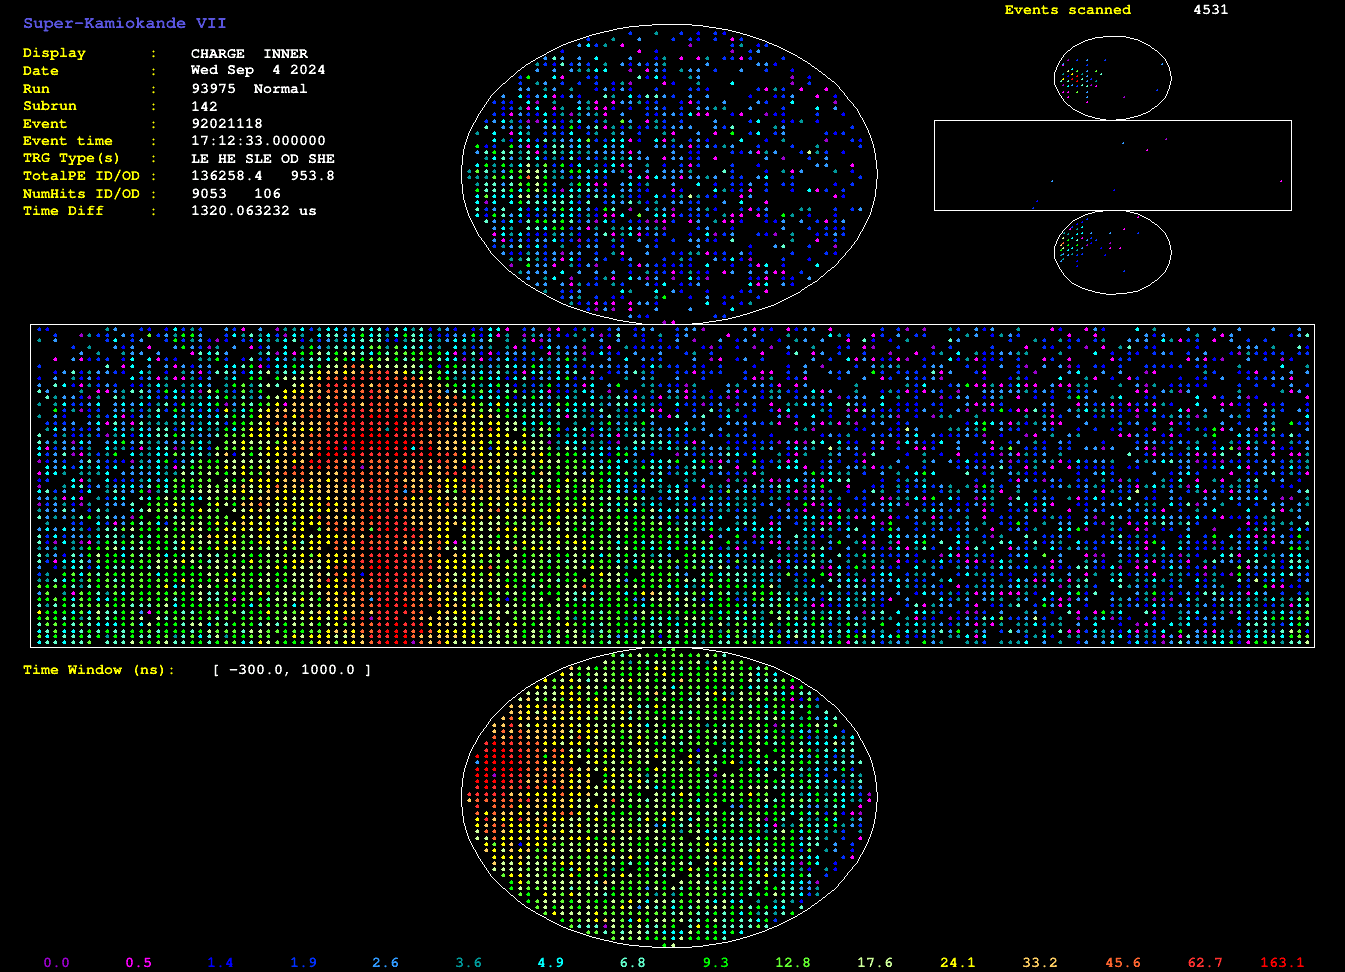 Super-Kamiokande VII
Events scanned 4531
Display : CHARGE INNER
Date : Wed Sep 4 2024
Run : 93975 Normal
Subrun : 142
Event : 92021118
Event time : 17:12:33.000000
TRG Type(s) : LE HE SLE OD SHE
TotalPE ID/OD : 136258.4 953.8
NumHits ID/OD : 9053 106
Time Diff : 1320.063232 us
Time Window (ns): [ -300.0, 1000.0 ]
0.0 0.5 1.4 1.9 2.6 3.6 4.9 6.8 9.3 12.8 17.6 24.1 33.2 45.6 62.7 163.1